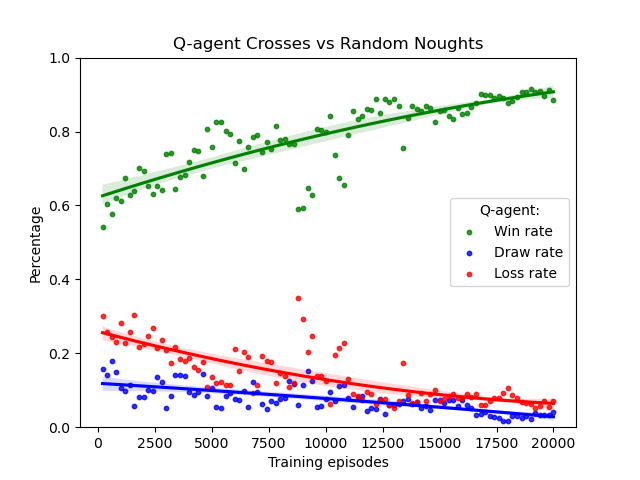 Q-agent Crosses vs Random Noughts
1.0
0.8
0.6
0.4
0.2
0.0
Percentage
Q-agent:
Win rate
Draw rate
Loss rate
0
2500
5000
7500
10000
12500
15000
17500
20000
Training episodes